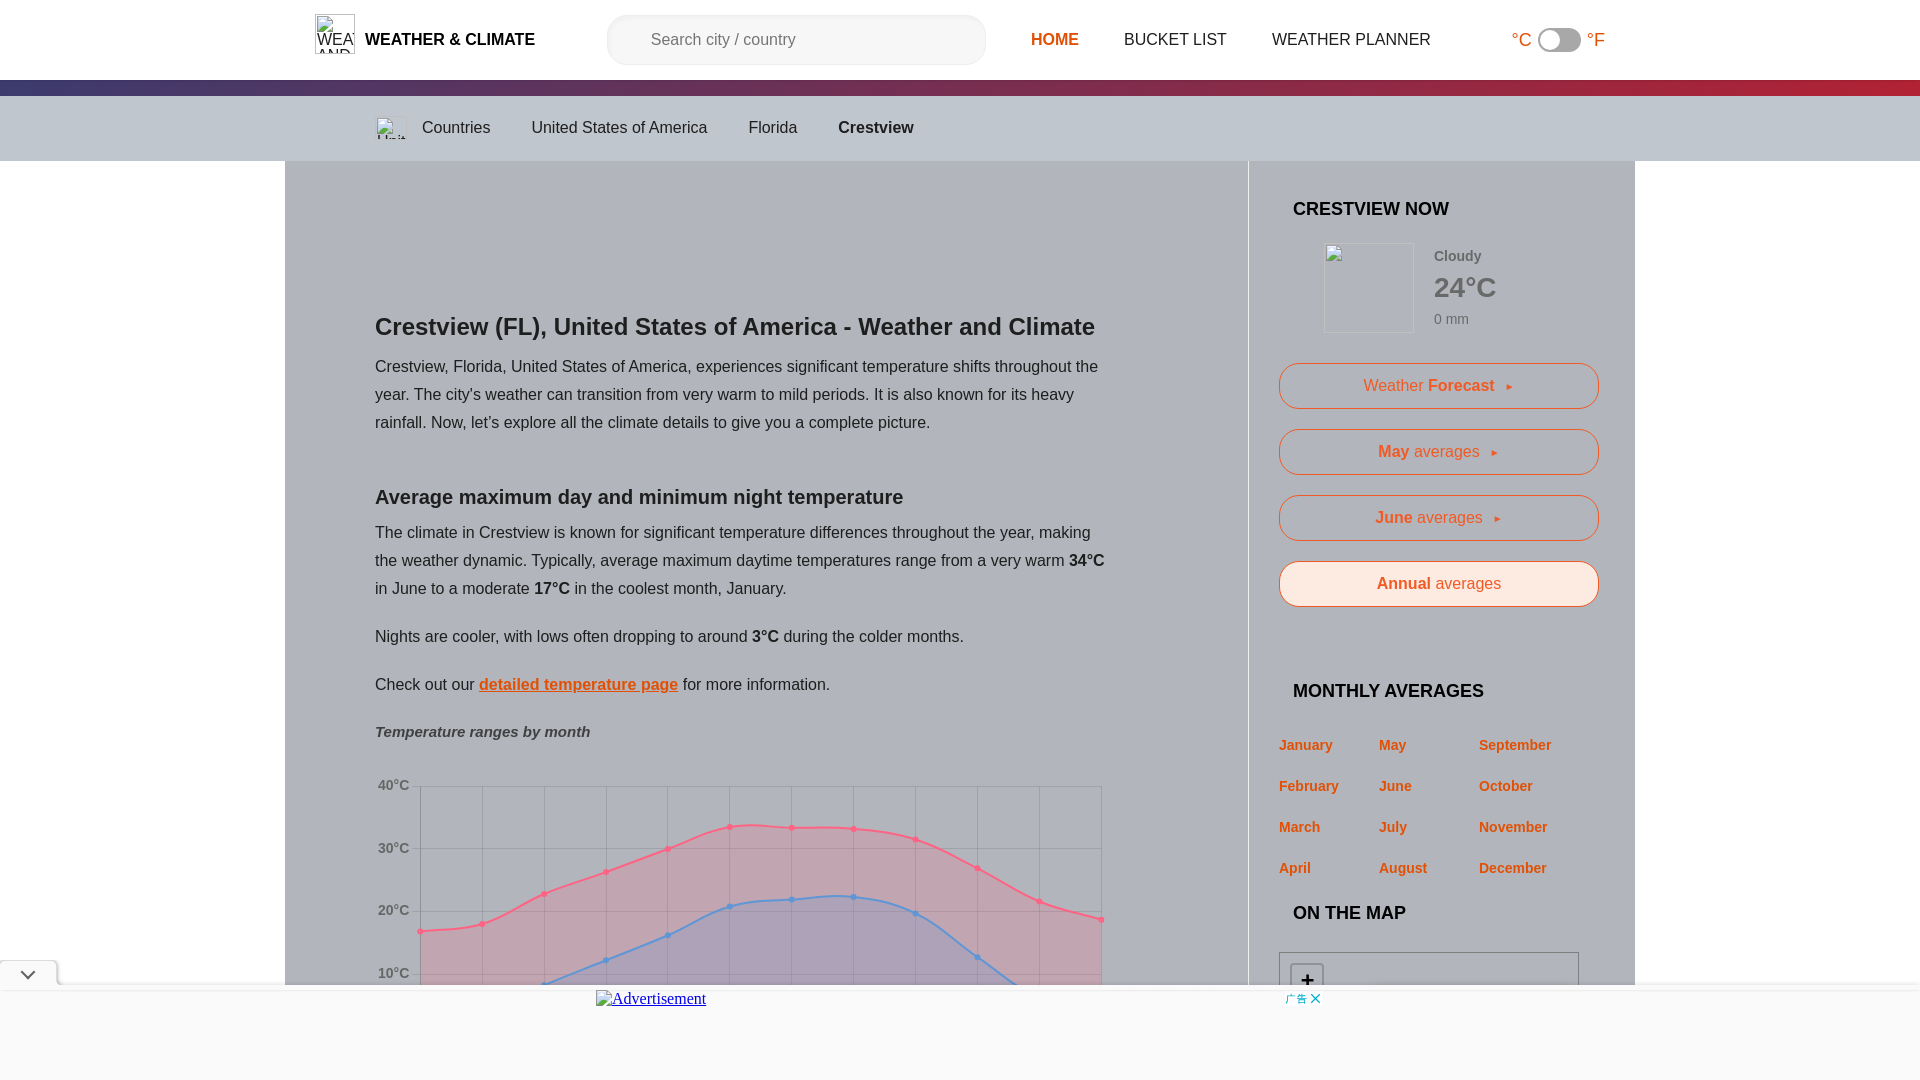 WEATHER & CLIMATE
Search city / country
HOME
BUCKET LIST
WEATHER PLANNER
°C
°F
Countries
United States of America
Florida
Crestview
Crestview (FL), United States of America - Weather and Climate
Crestview, Florida, United States of America, experiences significant temperature shifts throughout the
year. The city's weather can transition from very warm to mild periods. It is also known for its heavy
rainfall. Now, let’s explore all the climate details to give you a complete picture.
Average maximum day and minimum night temperature
The climate in Crestview is known for significant temperature differences throughout the year, making
the weather dynamic. Typically, average maximum daytime temperatures range from a very warm 34°C
in June to a moderate 17°C in the coolest month, January.
Nights are cooler, with lows often dropping to around 3°C during the colder months.
Check out our detailed temperature page for more information.
Temperature ranges by month
40°C
30°C
20°C
10°C
CRESTVIEW NOW
Cloudy
24°C
0 mm
Weather Forecast ►
May averages ►
June averages ►
Annual averages
MONTHLY AVERAGES
January May September
February June October
March July November
April August December
ON THE MAP
+
Advertisement
广告